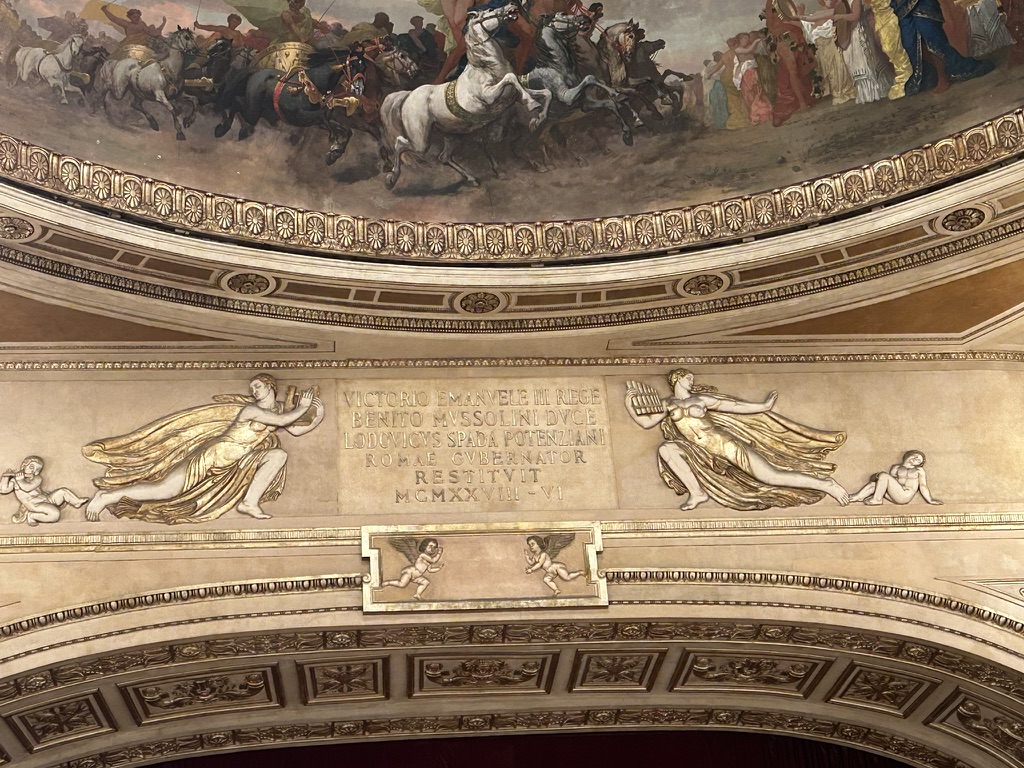 VICTORIO EMANVELE III REGE
BENITO MVSSOLINI DVCE
LODOVICVS SPADA POTENZIANI
ROMAE GVBERNATOR
RESTITVIT
MCMXXVIII - VI